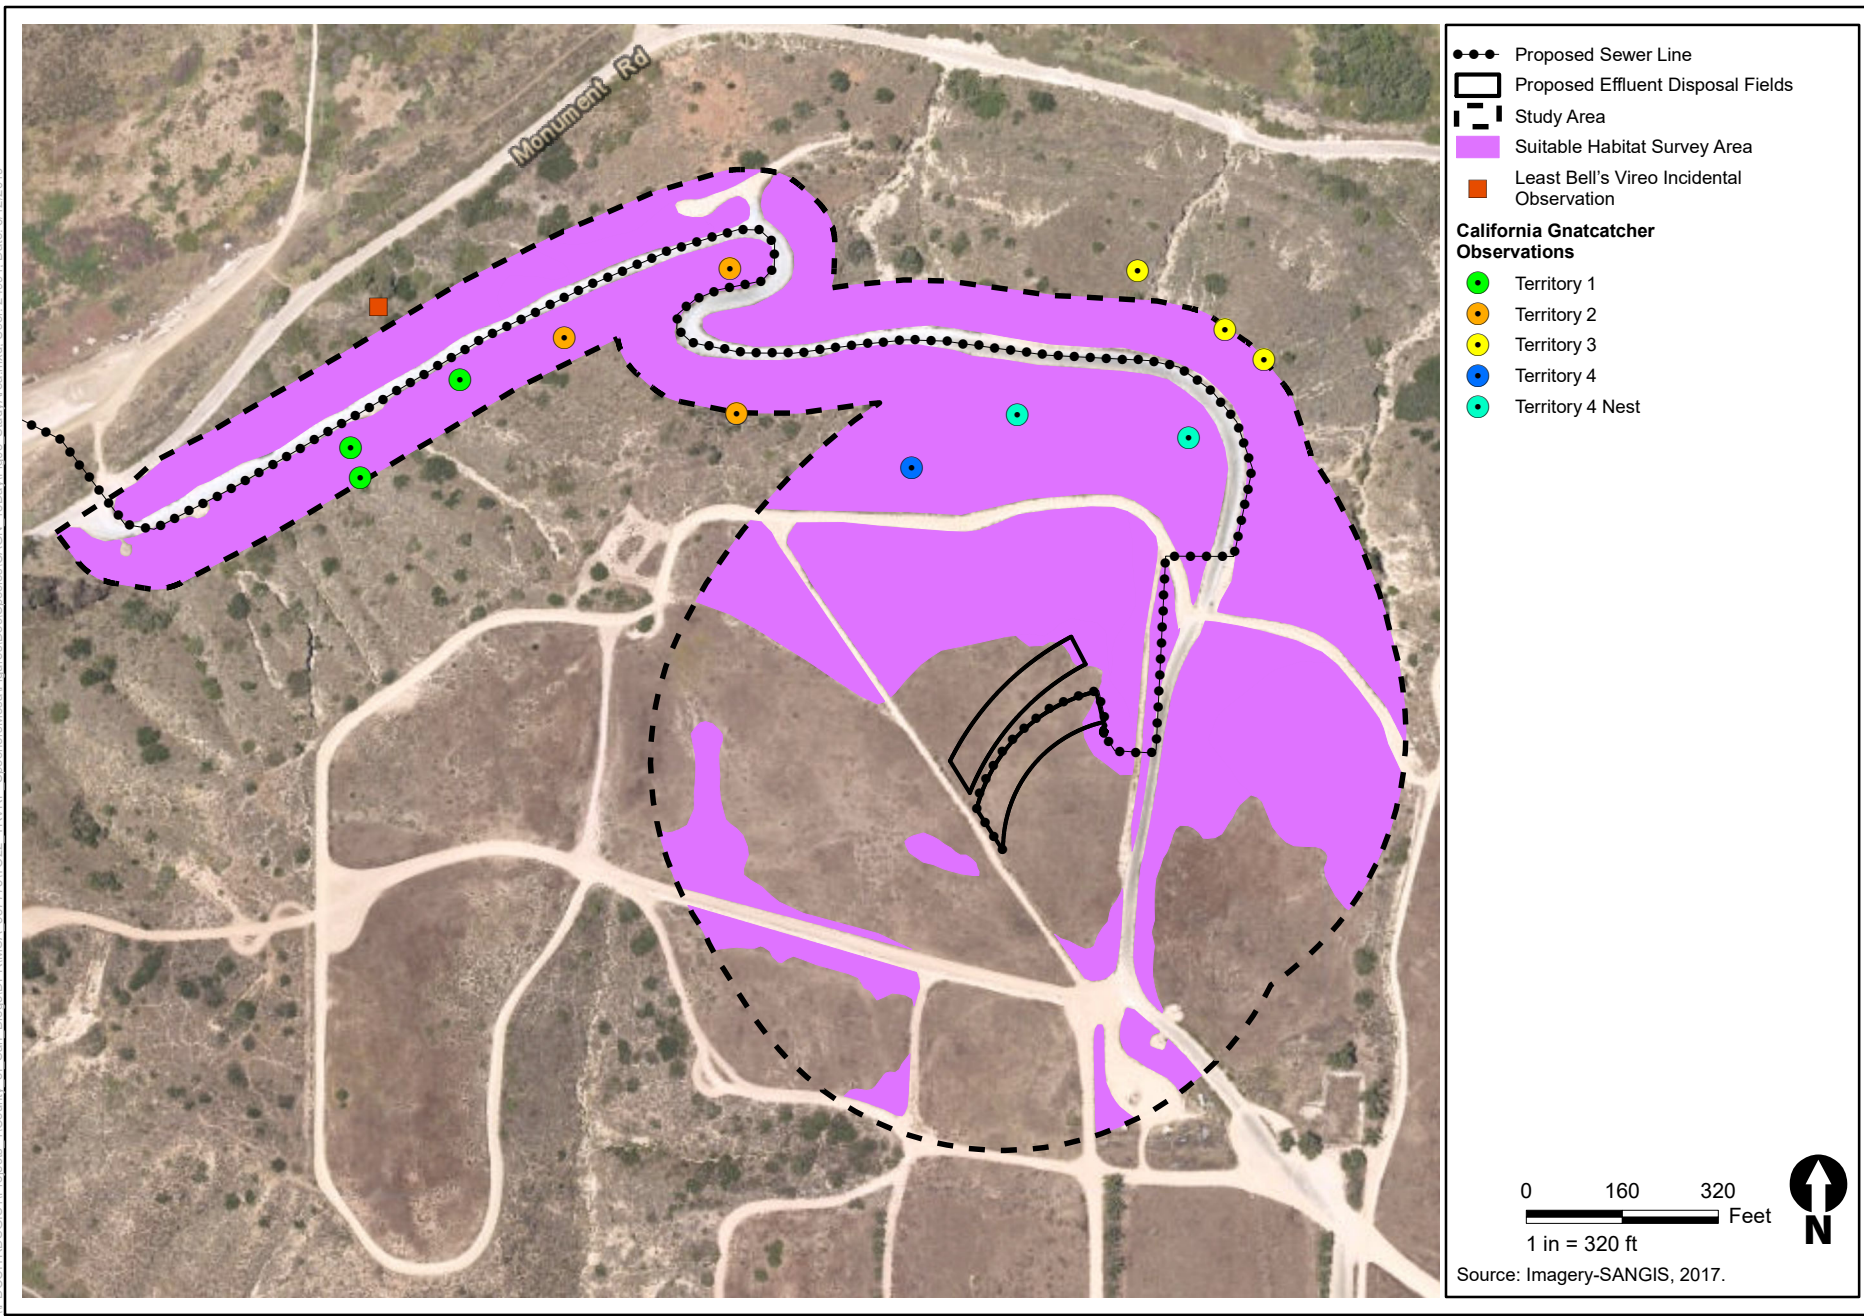 Monument Rd
Proposed Sewer Line
Proposed Effluent Disposal Fields
Study Area
Suitable Habitat Survey Area
Least Bell's Vireo Incidental
Observation
California Gnatcatcher
Observations
Territory 1
Territory 2
Territory 3
Territory 4
Territory 4 Nest
0 160 320
Feet
1 in = 320 ft
N
Source: Imagery-SANGIS, 2017.